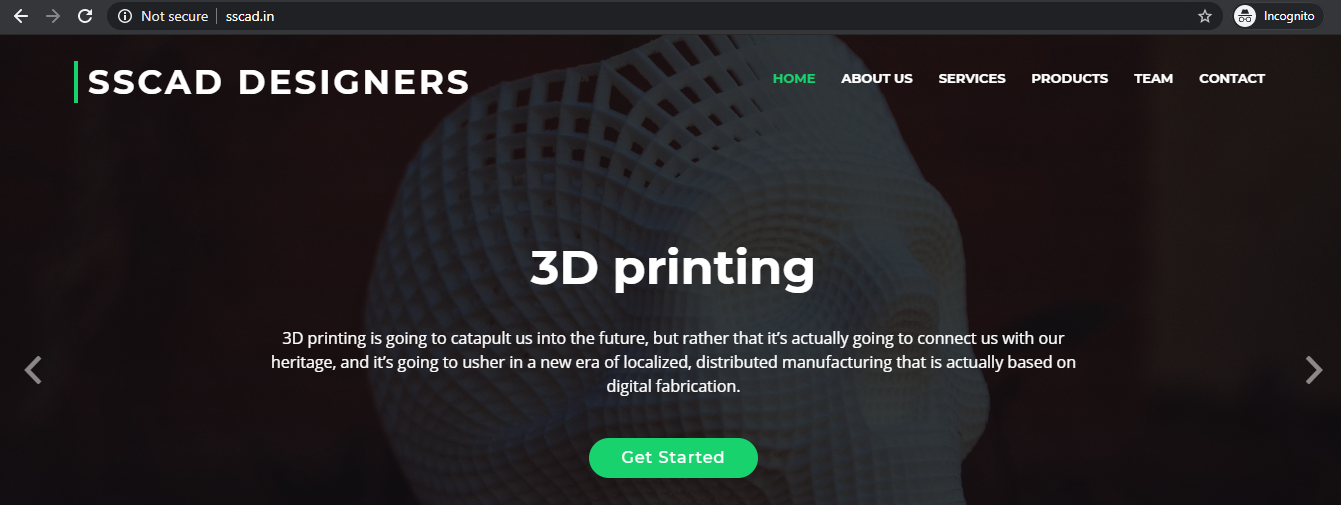 Not secure sscad.in Incognito
SSCAD DESIGNERS HOME ABOUT US SERVICES PRODUCTS TEAM CONTACT
3D printing
3D printing is going to catapult us into the future, but rather that it’s actually going to connect us with our
heritage, and it’s going to usher in a new era of localized, distributed manufacturing that is actually based on
digital fabrication.
Get Started